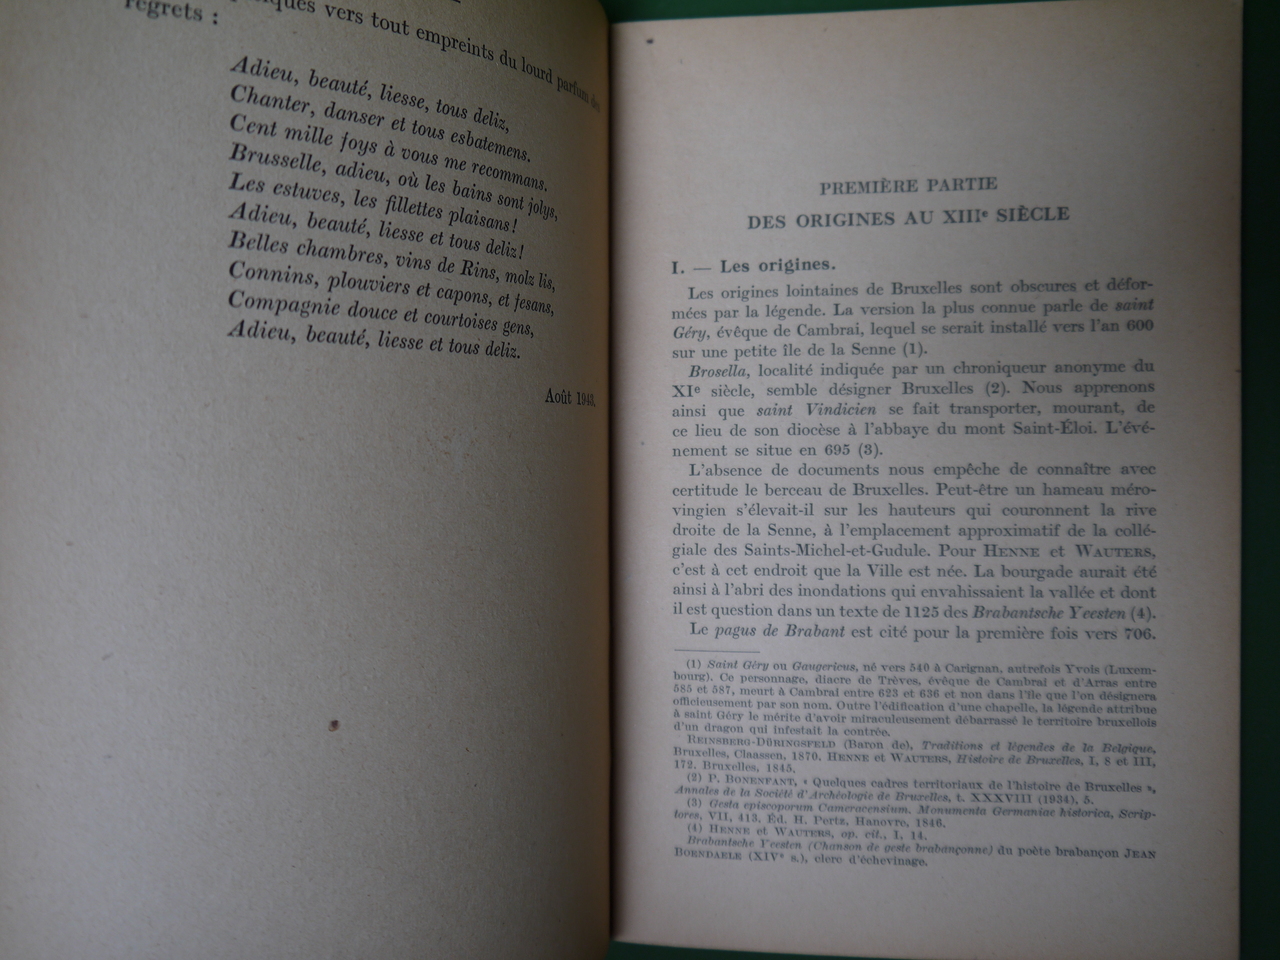 vers tout empreints du lourd parfum des
regrets :
Adieu, beauté, liesse, tous deliz,
Chanter, danser et tous esbatemens.
Cent mille joys à vous me recommans.
Brusselle, adieu, où les bains sont jolys,
Les estuves, les fillettes plaisans !
Adieu, beauté, liesse et tous deliz !
Belles chambres, vins de Rins, molz lis,
Connins, plouviers et capons, et fesans,
Compagnie douce et courtoises gens,
Adieu, beauté, liesse et tous deliz.
Août 1943.
PREMIÈRE PARTIE
DES ORIGINES AU XIIIe SIÈCLE
I. — Les origines.
Les origines lointaines de Bruxelles sont obscures et défor-
mées par la légende. La version la plus connue parle de saint
Géry, évêque de Cambrai, lequel se serait installé vers l'an 600
sur une petite île de la Senne (1).
Brosella, localité indiquée par un chroniqueur anonyme du
XIe siècle, semble désigner Bruxelles (2). Nous apprenons
ainsi que saint Vindicien se fait transporter, mourant, de
ce lieu de son diocèse à l'abbaye du mont Saint-Éloi. L'évé-
nement se situe en 695 (3).
L'absence de documents nous empêche de connaître avec
certitude le berceau de Bruxelles. Peut-être un hameau méro-
vingien s'élevait-il sur les hauteurs qui couronnent la rive
droite de la Senne, à l'emplacement approximatif de la collé-
giale des Saints-Michel-et-Gudule. Pour HENNE et WAUTERS,
c'est à cet endroit que la Ville est née. La bourgade aurait été
ainsi à l'abri des inondations qui envahissaient la vallée et dont
il est question dans un texte de 1125 des Brabantsche Yeesten (4).
Le pagus de Brabant est cité pour la première fois vers 706.
(1) Saint Géry ou Gaugericus, né vers 540 à Carignan, autrefois Yvois (Luxem-
bourg). Ce personnage, diacre de Trèves, évêque de Cambrai et d'Arras entre
585 et 587, meurt à Cambrai entre 623 et 636 et non dans l'île que l'on désignera
officieusement par son nom. Outre l'édification d'une chapelle, la légende attribue
à saint Géry le mérite d'avoir miraculeusement débarrassé le territoire bruxellois
d'un dragon qui infestait la contrée.
REINSBERG-DÜRINGSFELD (Baron de), Traditions et légendes de la Belgique,
Bruxelles, Claassen, 1870. HENNE et WAUTERS, Histoire de Bruxelles, I, 8 et III,
172. Bruxelles, 1845.
(2) P. BONENFANT, « Quelques cadres territoriaux de l'histoire de Bruxelles »,
Annales de la Société d'Archéologie de Bruxelles, t. XXXVIII (1934), 5.
(3) Gesta episcoporum Cameracensium. Monumenta Germaniae historica, Scrip-
tores, VII, 413. Éd. H. Pertz, Hanovre, 1846.
(4) HENNE et WAUTERS, op. cit., I, 14.
Brabantsche Yeesten (Chanson de geste brabançonne) du poète brabançon JEAN
BOENDAELE (XIVe s.), clerc d'échevinage.